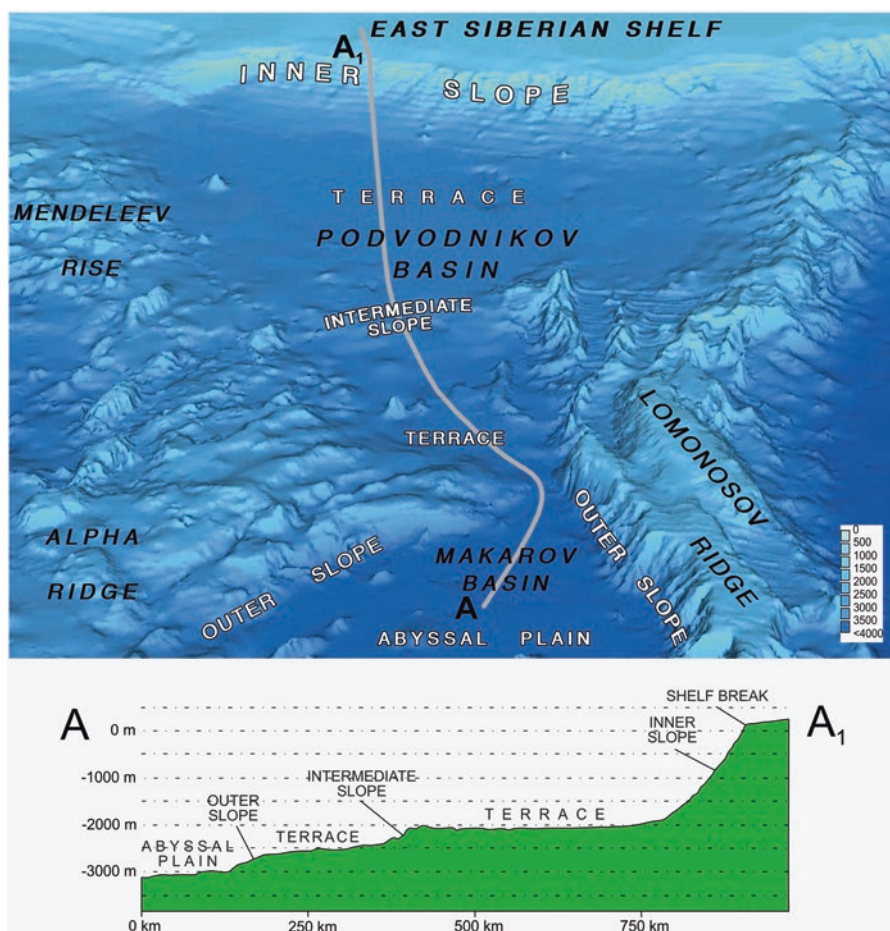 EAST SIBERIAN SHELF
A1
INNER SLOPE
TERRACE
MENDELEEV
RISE
PODVODNIKOV
BASIN
INTERMEDIATE
SLOPE
TERRACE
LOMONOSOV
RIDGE
OUTER SLOPE
ALPHA
RIDGE
OUTER SLOPE
MAKAROV
BASIN
A
ABYSSAL PLAIN
0
500
1000
1500
2000
2500
3000
3500
<4000
A
A1
SHELF BREAK
INNER
SLOPE
INTERMEDIATE
SLOPE
OUTER
SLOPE
TERRACE
TERRACE
ABYSSAL
PLAIN
0 m
-1000 m
-2000 m
-3000 m
0 km
250 km
500 km
750 km